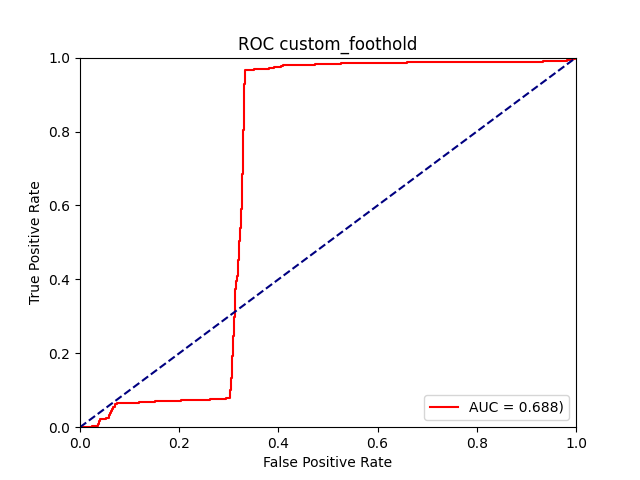 ROC custom_foothold
1.0
0.8
0.6
0.4
0.2
0.0
True Positive Rate
AUC = 0.688)
0.0 0.2 0.4 0.6 0.8 1.0
False Positive Rate